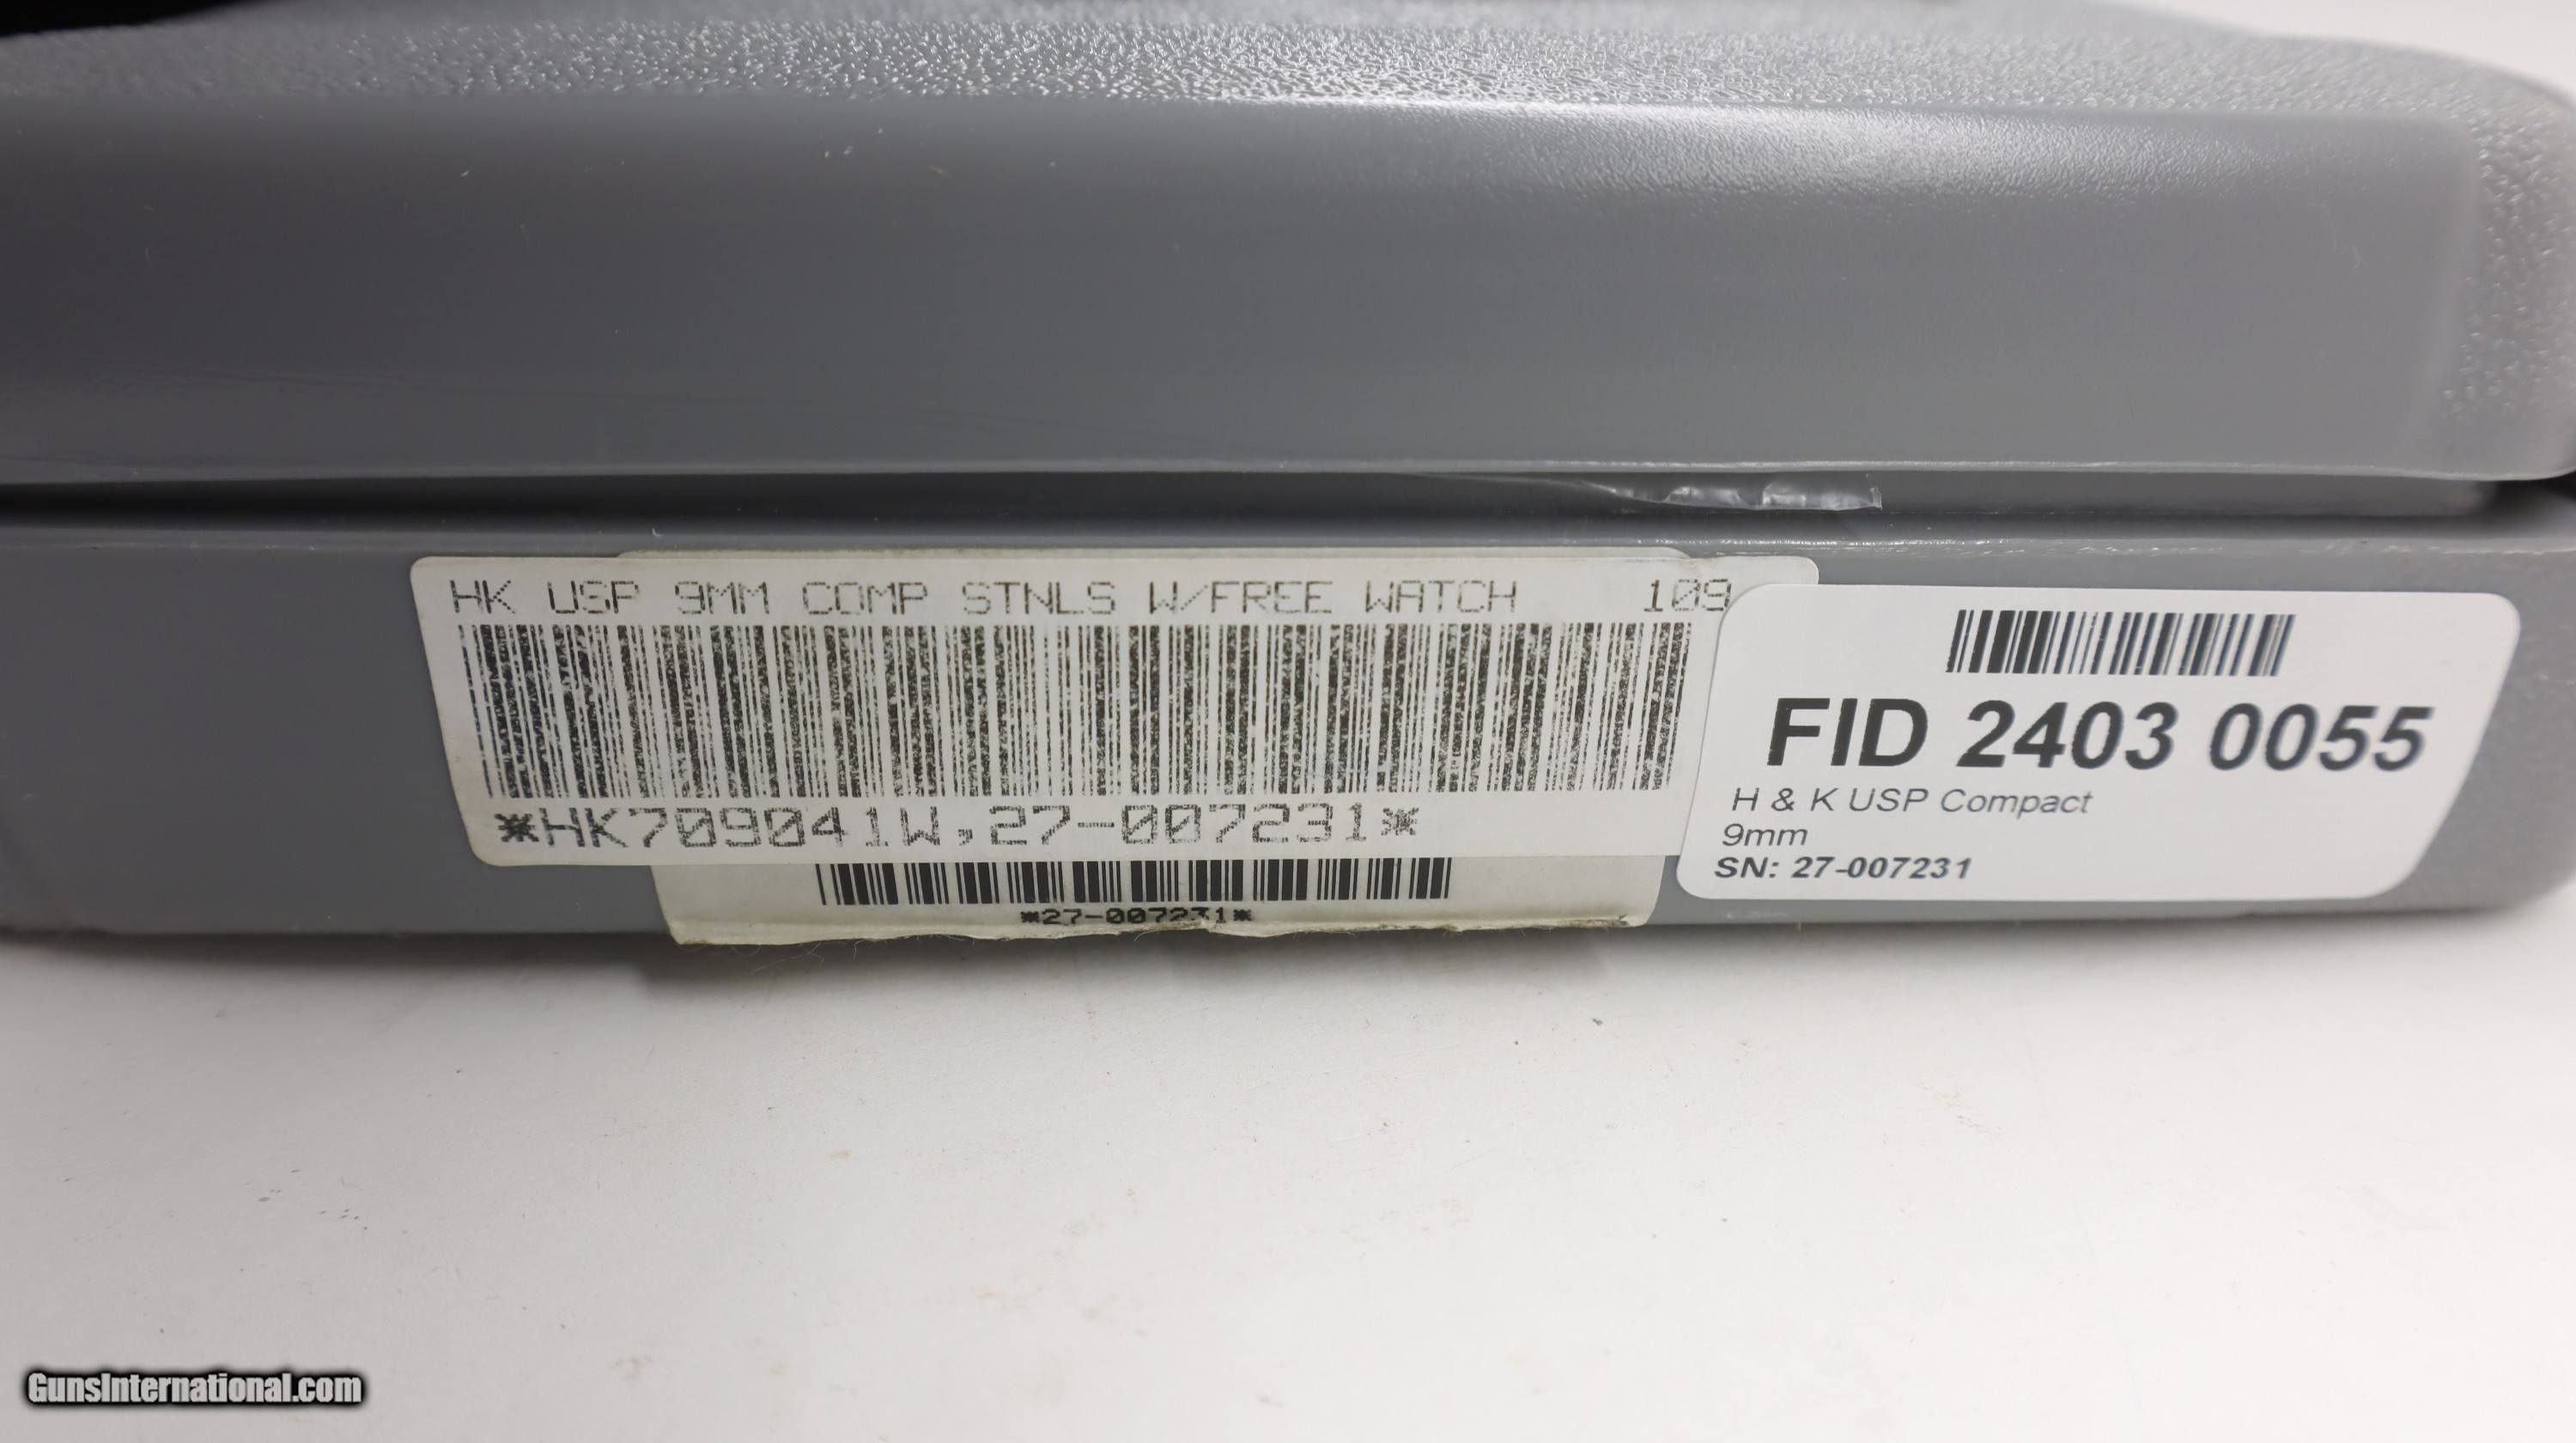 HK USP 9MM COMP STNLS W/FREE WATCH 109
*HK709041W,27-007231*
*27-007231*
FID 2403 0055
H & K USP Compact
9mm
SN: 27-007231
GunsInternational.com